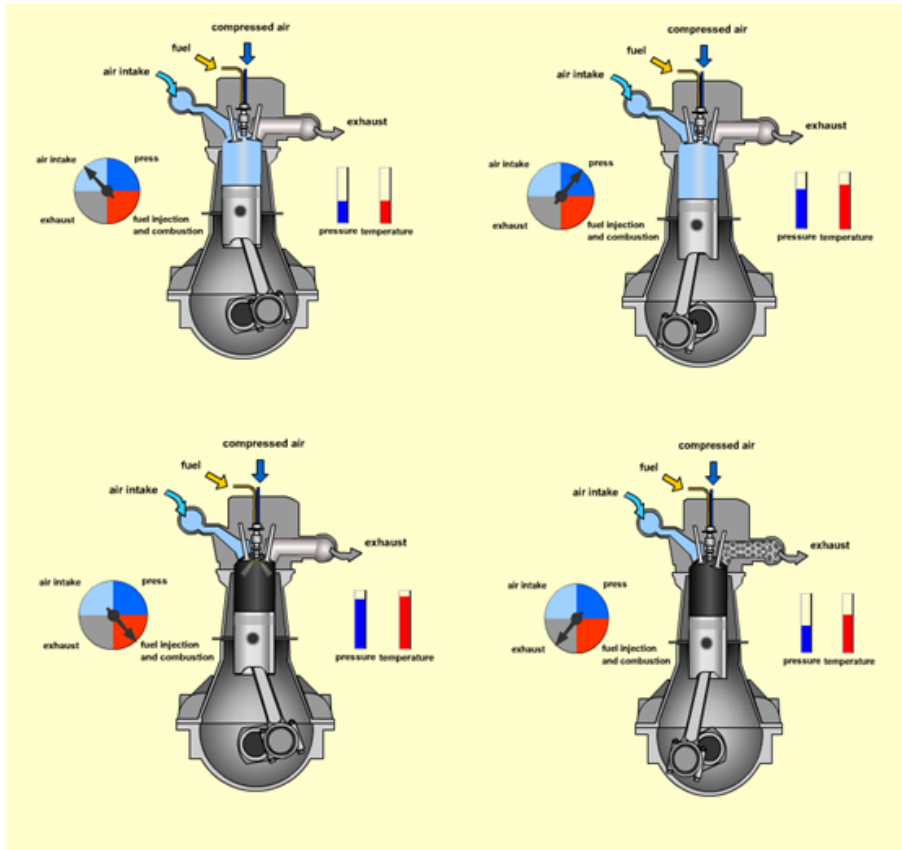 compressed air
fuel
air intake
exhaust
air intake
press
exhaust
fuel injection
and combustion
pressure
temperature
compressed air
fuel
air intake
exhaust
air intake
press
exhaust
fuel injection
and combustion
pressure
temperature
compressed air
fuel
air intake
exhaust
air intake
press
exhaust
fuel injection
and combustion
pressure
temperature
compressed air
fuel
air intake
exhaust
air intake
press
exhaust
fuel injection
and combustion
pressure
temperature